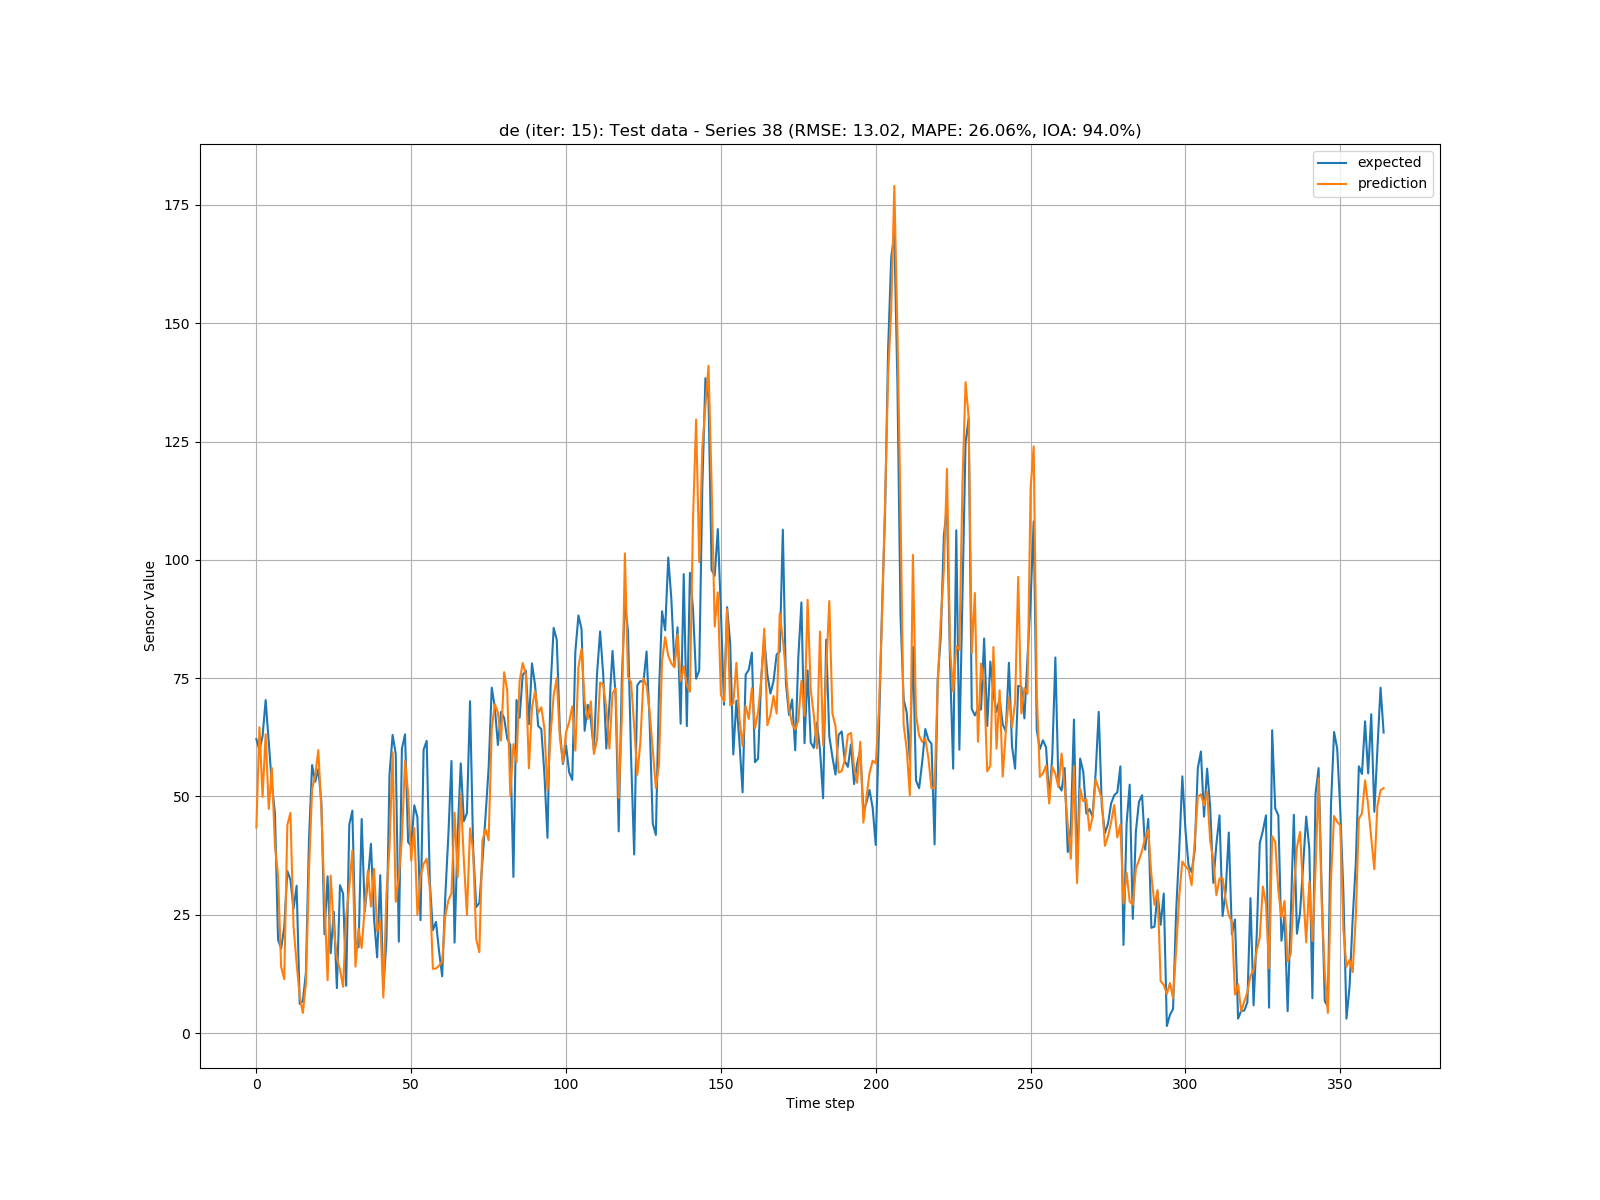 de (iter: 15): Test data - Series 38 (RMSE: 13.02, MAPE: 26.06%, IOA: 94.0%)
expected
prediction
175
150
125
100
75
50
25
0
Sensor Value
0 50 100 150 200 250 300 350
Time step